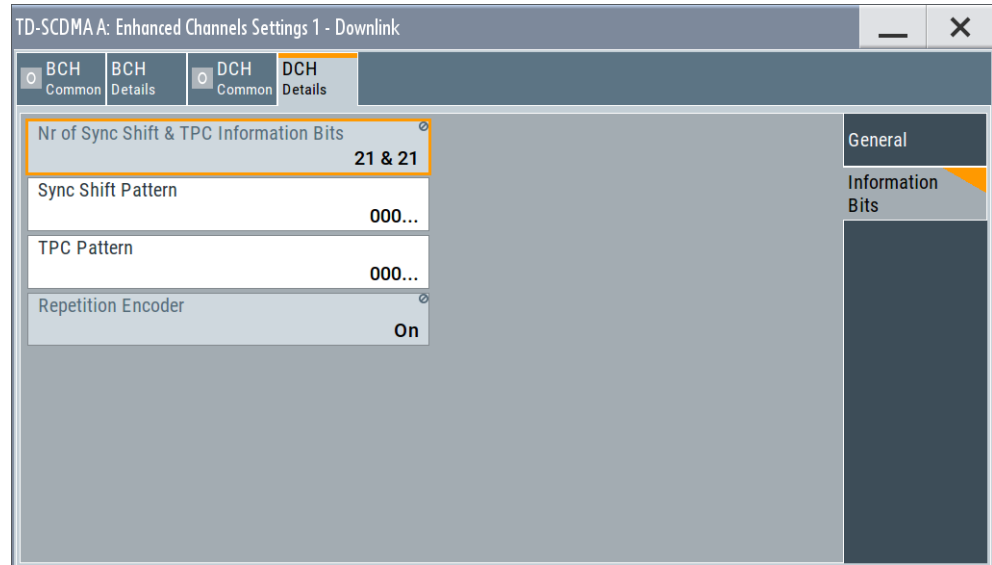 TD-SCDMA A: Enhanced Channels Settings 1 - Downlink
BCH Common
BCH Details
DCH Common
DCH Details
Nr of Sync Shift & TPC Information Bits
21 & 21
Sync Shift Pattern
000...
TPC Pattern
000...
Repetition Encoder
On
General
Information
Bits